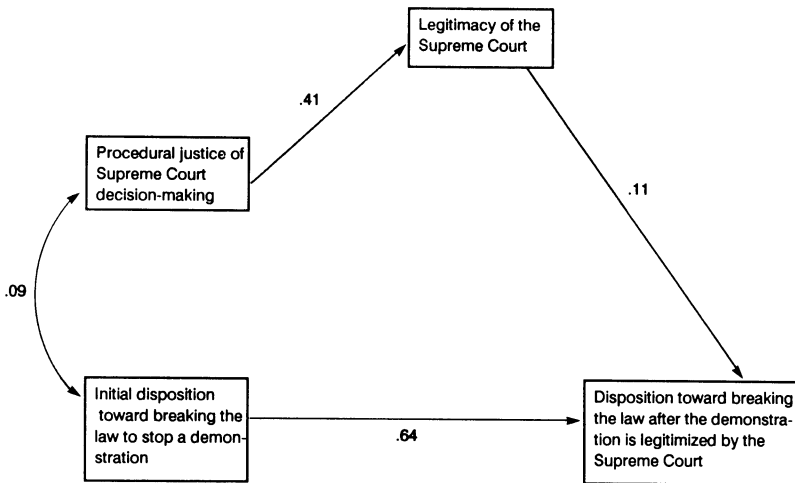 Legitimacy of the
Supreme Court
.41
Procedural justice of
Supreme Court
decision-making
.11
.09
Initial disposition
toward breaking the
law to stop a demon-
stration
.64
Disposition toward breaking
the law after the demonstra-
tion is legitimized by the
Supreme Court